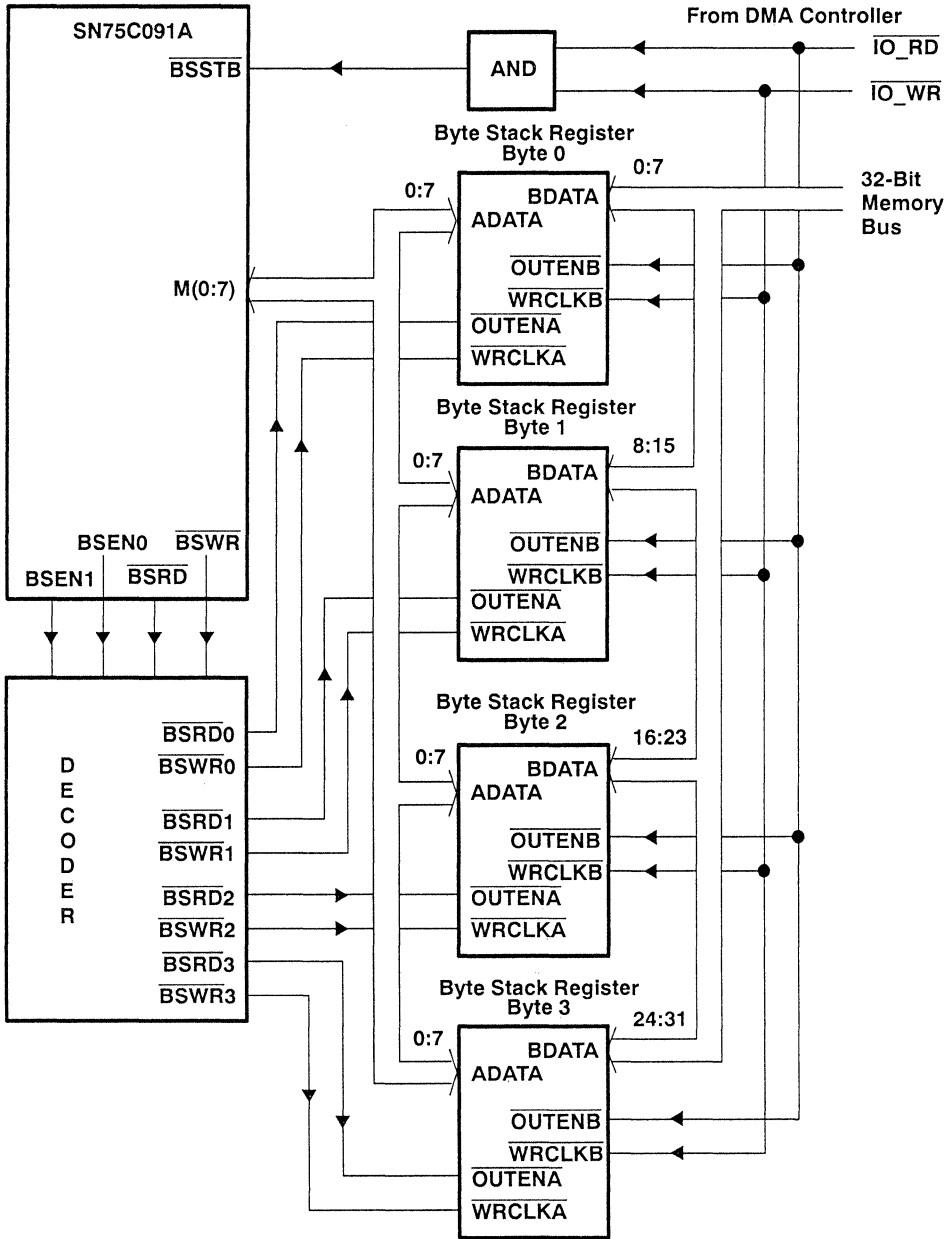 From DMA Controller
SN75C091A
BSSTB
AND
IO_RD
IO_WR
Byte Stack Register
Byte 0
0:7
0:7
BDATA
ADATA
32-Bit
Memory
Bus
OUTENB
WRCLKB
M(0:7)
OUTENA
WRCLKA
Byte Stack Register
Byte 1
0:7
8:15
BDATA
ADATA
OUTENB
WRCLKB
OUTENA
WRCLKA
BSEN0
BSWR
BSEN1
BSRD
Byte Stack Register
Byte 2
0:7
16:23
BDATA
ADATA
OUTENB
WRCLKB
OUTENA
WRCLKA
DECODER
BSRD0
BSWR0
BSRD1
BSWR1
BSRD2
BSWR2
BSRD3
BSWR3
Byte Stack Register
Byte 3
0:7
24:31
BDATA
ADATA
OUTENB
WRCLKB
OUTENA
WRCLKA